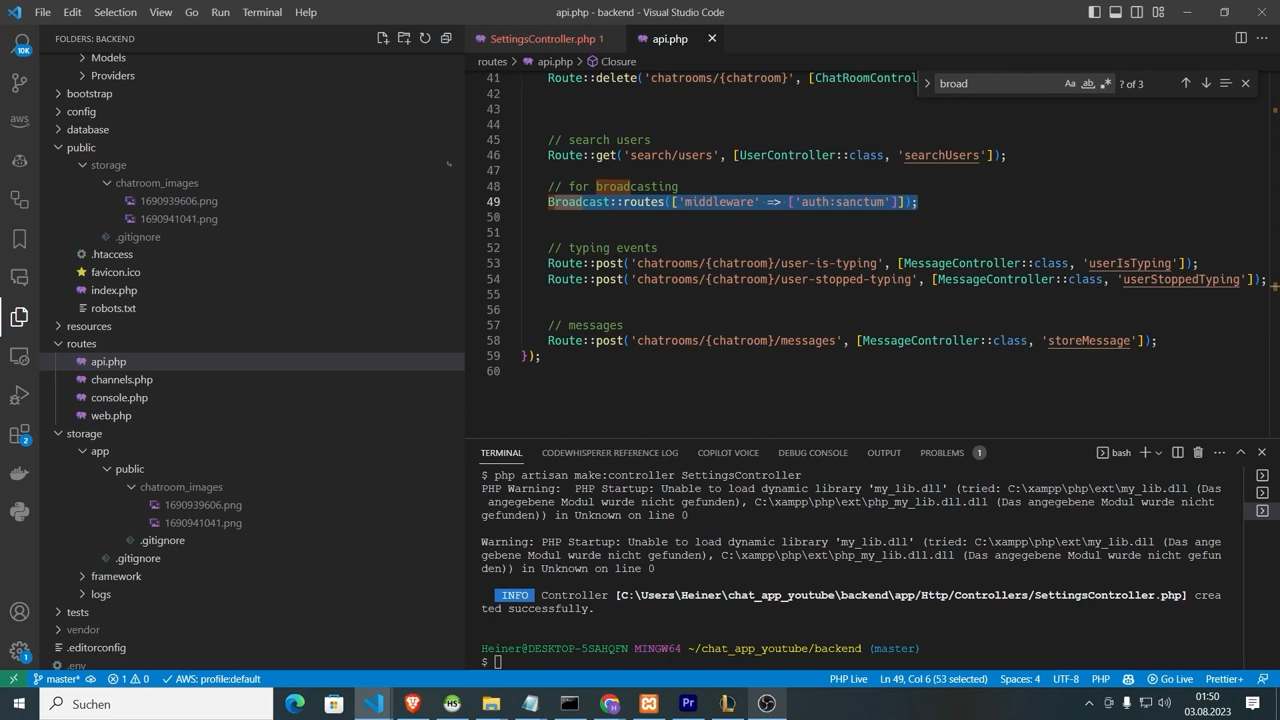 File Edit Selection View Go Run Terminal Help
api.php - backend - Visual Studio Code
FOLDERS: BACKEND
SettingsController.php 1
api.php
routes > api.php > Closure
broad
Aa
ab
? of 3
10K
aws
2
1
Models
Providers
bootstrap
config
database
public
storage
chatroom_images
1690939606.png
1690941041.png
.gitignore
.htaccess
favicon.ico
index.php
robots.txt
resources
routes
api.php
channels.php
console.php
web.php
storage
app
public
chatroom_images
1690939606.png
1690941041.png
.gitignore
.gitignore
framework
logs
tests
vendor
.editorconfig
.env
41 Route::delete('chatrooms/{chatroom}', [ChatRoomControl
42
43
44
45 // search users
46 Route::get('search/users', [UserController::class, 'searchUsers']);
47
48 // for broadcasting
49 Broadcast::routes(['middleware' => ['auth:sanctum']]);
50
51
52 // typing events
53 Route::post('chatrooms/{chatroom}/user-is-typing', [MessageController::class, 'userIsTyping']);
54 Route::post('chatrooms/{chatroom}/user-stopped-typing', [MessageController::class, 'userStoppedTyping']);
55
56
57 // messages
58 Route::post('chatrooms/{chatroom}/messages', [MessageController::class, 'storeMessage']);
59 });
60
TERMINAL CODEWHISPERER REFERENCE LOG COPILOT VOICE DEBUG CONSOLE OUTPUT PROBLEMS 1
bash
$ php artisan make:controller SettingsController
PHP Warning:  PHP Startup: Unable to load dynamic library 'my_lib.dll' (tried: C:\xampp\php\ext\my_lib.dll (Das
angegebene Modul wurde nicht gefunden), C:\xampp\php\ext\php_my_lib.dll.dll (Das angegebene Modul wurde nicht
gefunden)) in Unknown on line 0
Warning: PHP Startup: Unable to load dynamic library 'my_lib.dll' (tried: C:\xampp\php\ext\my_lib.dll (Das ange
gebene Modul wurde nicht gefunden), C:\xampp\php\ext\php_my_lib.dll.dll (Das angegebene Modul wurde nicht gefun
den)) in Unknown on line 0
INFO Controller [C:\Users\Heiner\chat_app_youtube\backend\app/Http/Controllers/SettingsController.php] crea
ted successfully.
Heiner@DESKTOP-5SAHQFN MINGW64 ~/chat_app_youtube/backend (master)
$
master* 1 0 AWS: profile:default
PHP Live Ln 49, Col 6 (53 selected) Spaces: 4 UTF-8 PHP Go Live Prettier+
Suchen
HS
Pr
01:50
03.08.2023